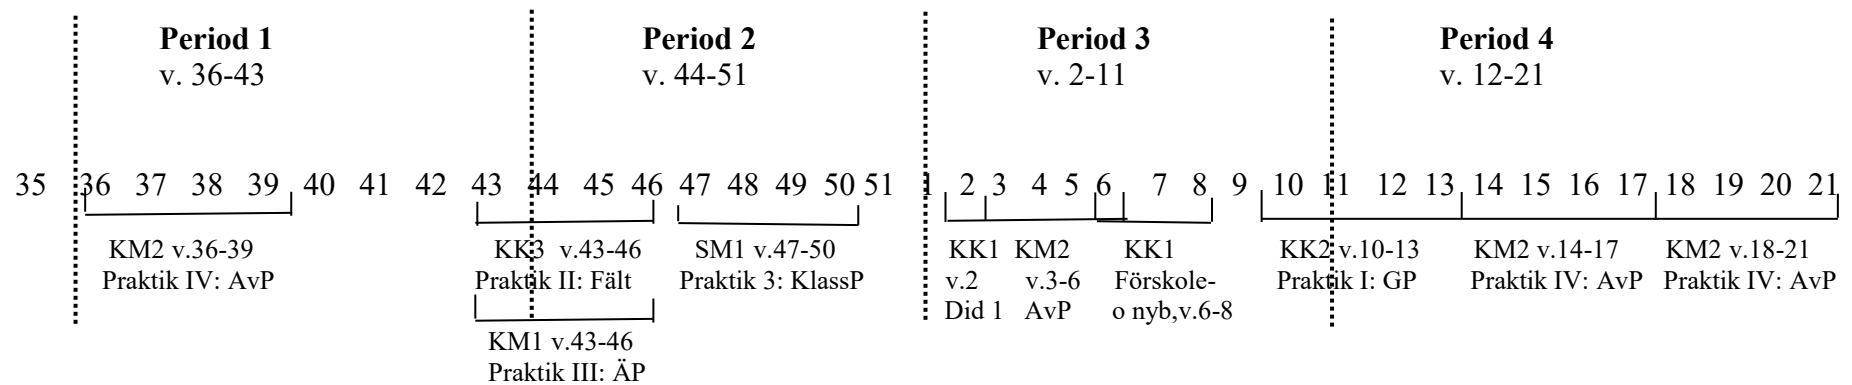 Period 1 Period 2 Period 3 Period 4
v. 36-43 v. 44-51 v. 2-11 v. 12-21
35 36 37 38 39 40 41 42 43 44 45 46 47 48 49 50 51 1 2 3 4 5 6 7 8 9 10 11 12 13 14 15 16 17 18 19 20 21
KM2 v.36-39 KK3 v.43-46 SM1 v.47-50 KK1 KM2 KK1 KK2 v.10-13 KM2 v.14-17 KM2 v.18-21
Praktik IV: AvP Praktik II: Fält Praktik 3: KlassP v.2 v.3-6 Förskole- Praktik I: GP Praktik IV: AvP Praktik IV: AvP
Did 1 AvP o nyb,v.6-8
KM1 v.43-46
Praktik III: ÄP